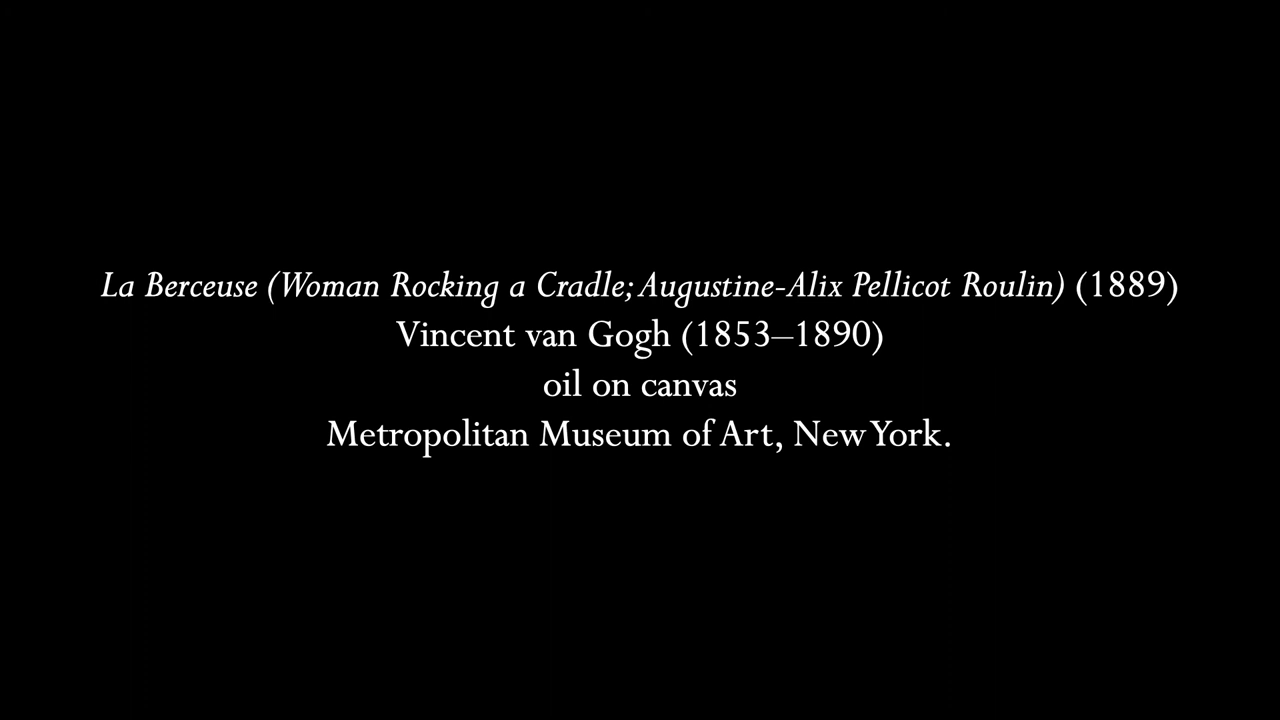 La Berceuse (Woman Rocking a Cradle; Augustine-Alix Pellicot Roulin) (1889)
Vincent van Gogh (1853–1890)
oil on canvas
Metropolitan Museum of Art, New York.